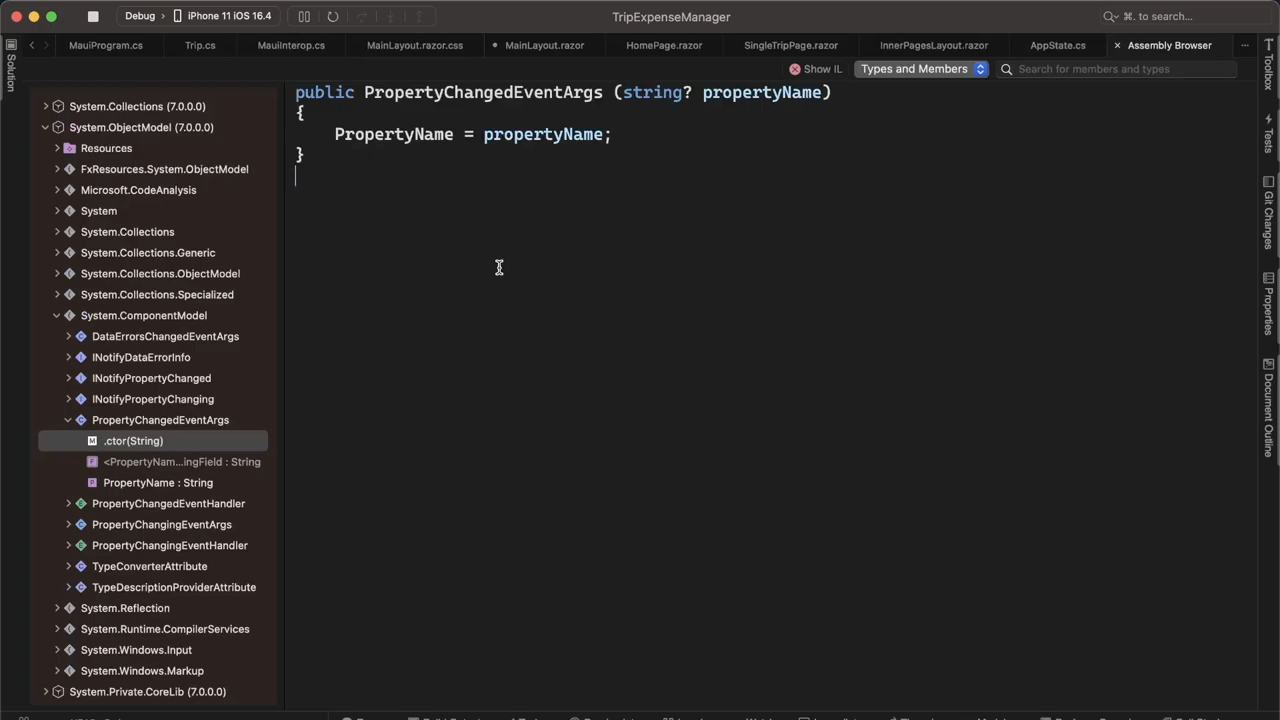 Debug
iPhone 11 iOS 16.4
TripExpenseManager
⌘. to search...
Solution
MauiProgram.cs
Trip.cs
MauiInterop.cs
MainLayout.razor.css
MainLayout.razor
HomePage.razor
SingleTripPage.razor
InnerPagesLayout.razor
AppState.cs
Assembly Browser
Show IL
Types and Members
Search for members and types
System.Collections (7.0.0.0)
System.ObjectModel (7.0.0.0)
Resources
FxResources.System.ObjectModel
Microsoft.CodeAnalysis
System
System.Collections
System.Collections.Generic
System.Collections.ObjectModel
System.Collections.Specialized
System.ComponentModel
DataErrorsChangedEventArgs
INotifyDataErrorInfo
INotifyPropertyChanged
INotifyPropertyChanging
PropertyChangedEventArgs
.ctor(String)
<PropertyNam...ingField : String
PropertyName : String
PropertyChangedEventHandler
PropertyChangingEventArgs
PropertyChangingEventHandler
TypeConverterAttribute
TypeDescriptionProviderAttribute
System.Reflection
System.Runtime.CompilerServices
System.Windows.Input
System.Windows.Markup
System.Private.CoreLib (7.0.0.0)
public PropertyChangedEventArgs (string? propertyName)
{
PropertyName = propertyName;
}
Toolbox
Tests
Git Changes
Properties
Document Outline